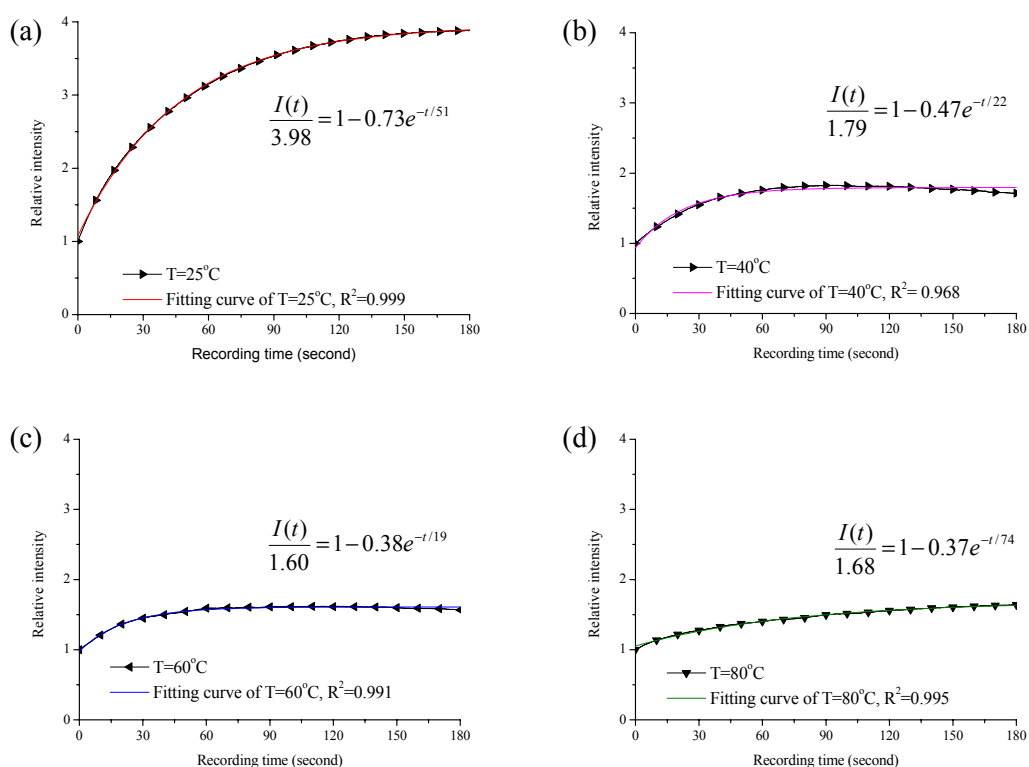 (a)
4
3
2
1
0
Relative intensity
I(t)/3.98 = 1−0.73e^{−t/51}
T=25°C
Fitting curve of T=25°C, R²=0.999
0 30 60 90 120 150 180
Recording time (second)
(b)
4
3
2
1
0
Relative intensity
I(t)/1.79 = 1−0.47e^{−t/22}
T=40°C
Fitting curve of T=40°C, R²= 0.968
0 30 60 90 120 150 180
Recording time (second)
(c)
4
3
2
1
0
Relative intensity
I(t)/1.60 = 1−0.38e^{−t/19}
T=60°C
Fitting curve of T=60°C, R²=0.991
0 30 60 90 120 150 180
Recording time (second)
(d)
4
3
2
1
0
Relative intensity
I(t)/1.68 = 1−0.37e^{−t/74}
T=80°C
Fitting curve of T=80°C, R²=0.995
0 30 60 90 120 150 180
Recording time (second)